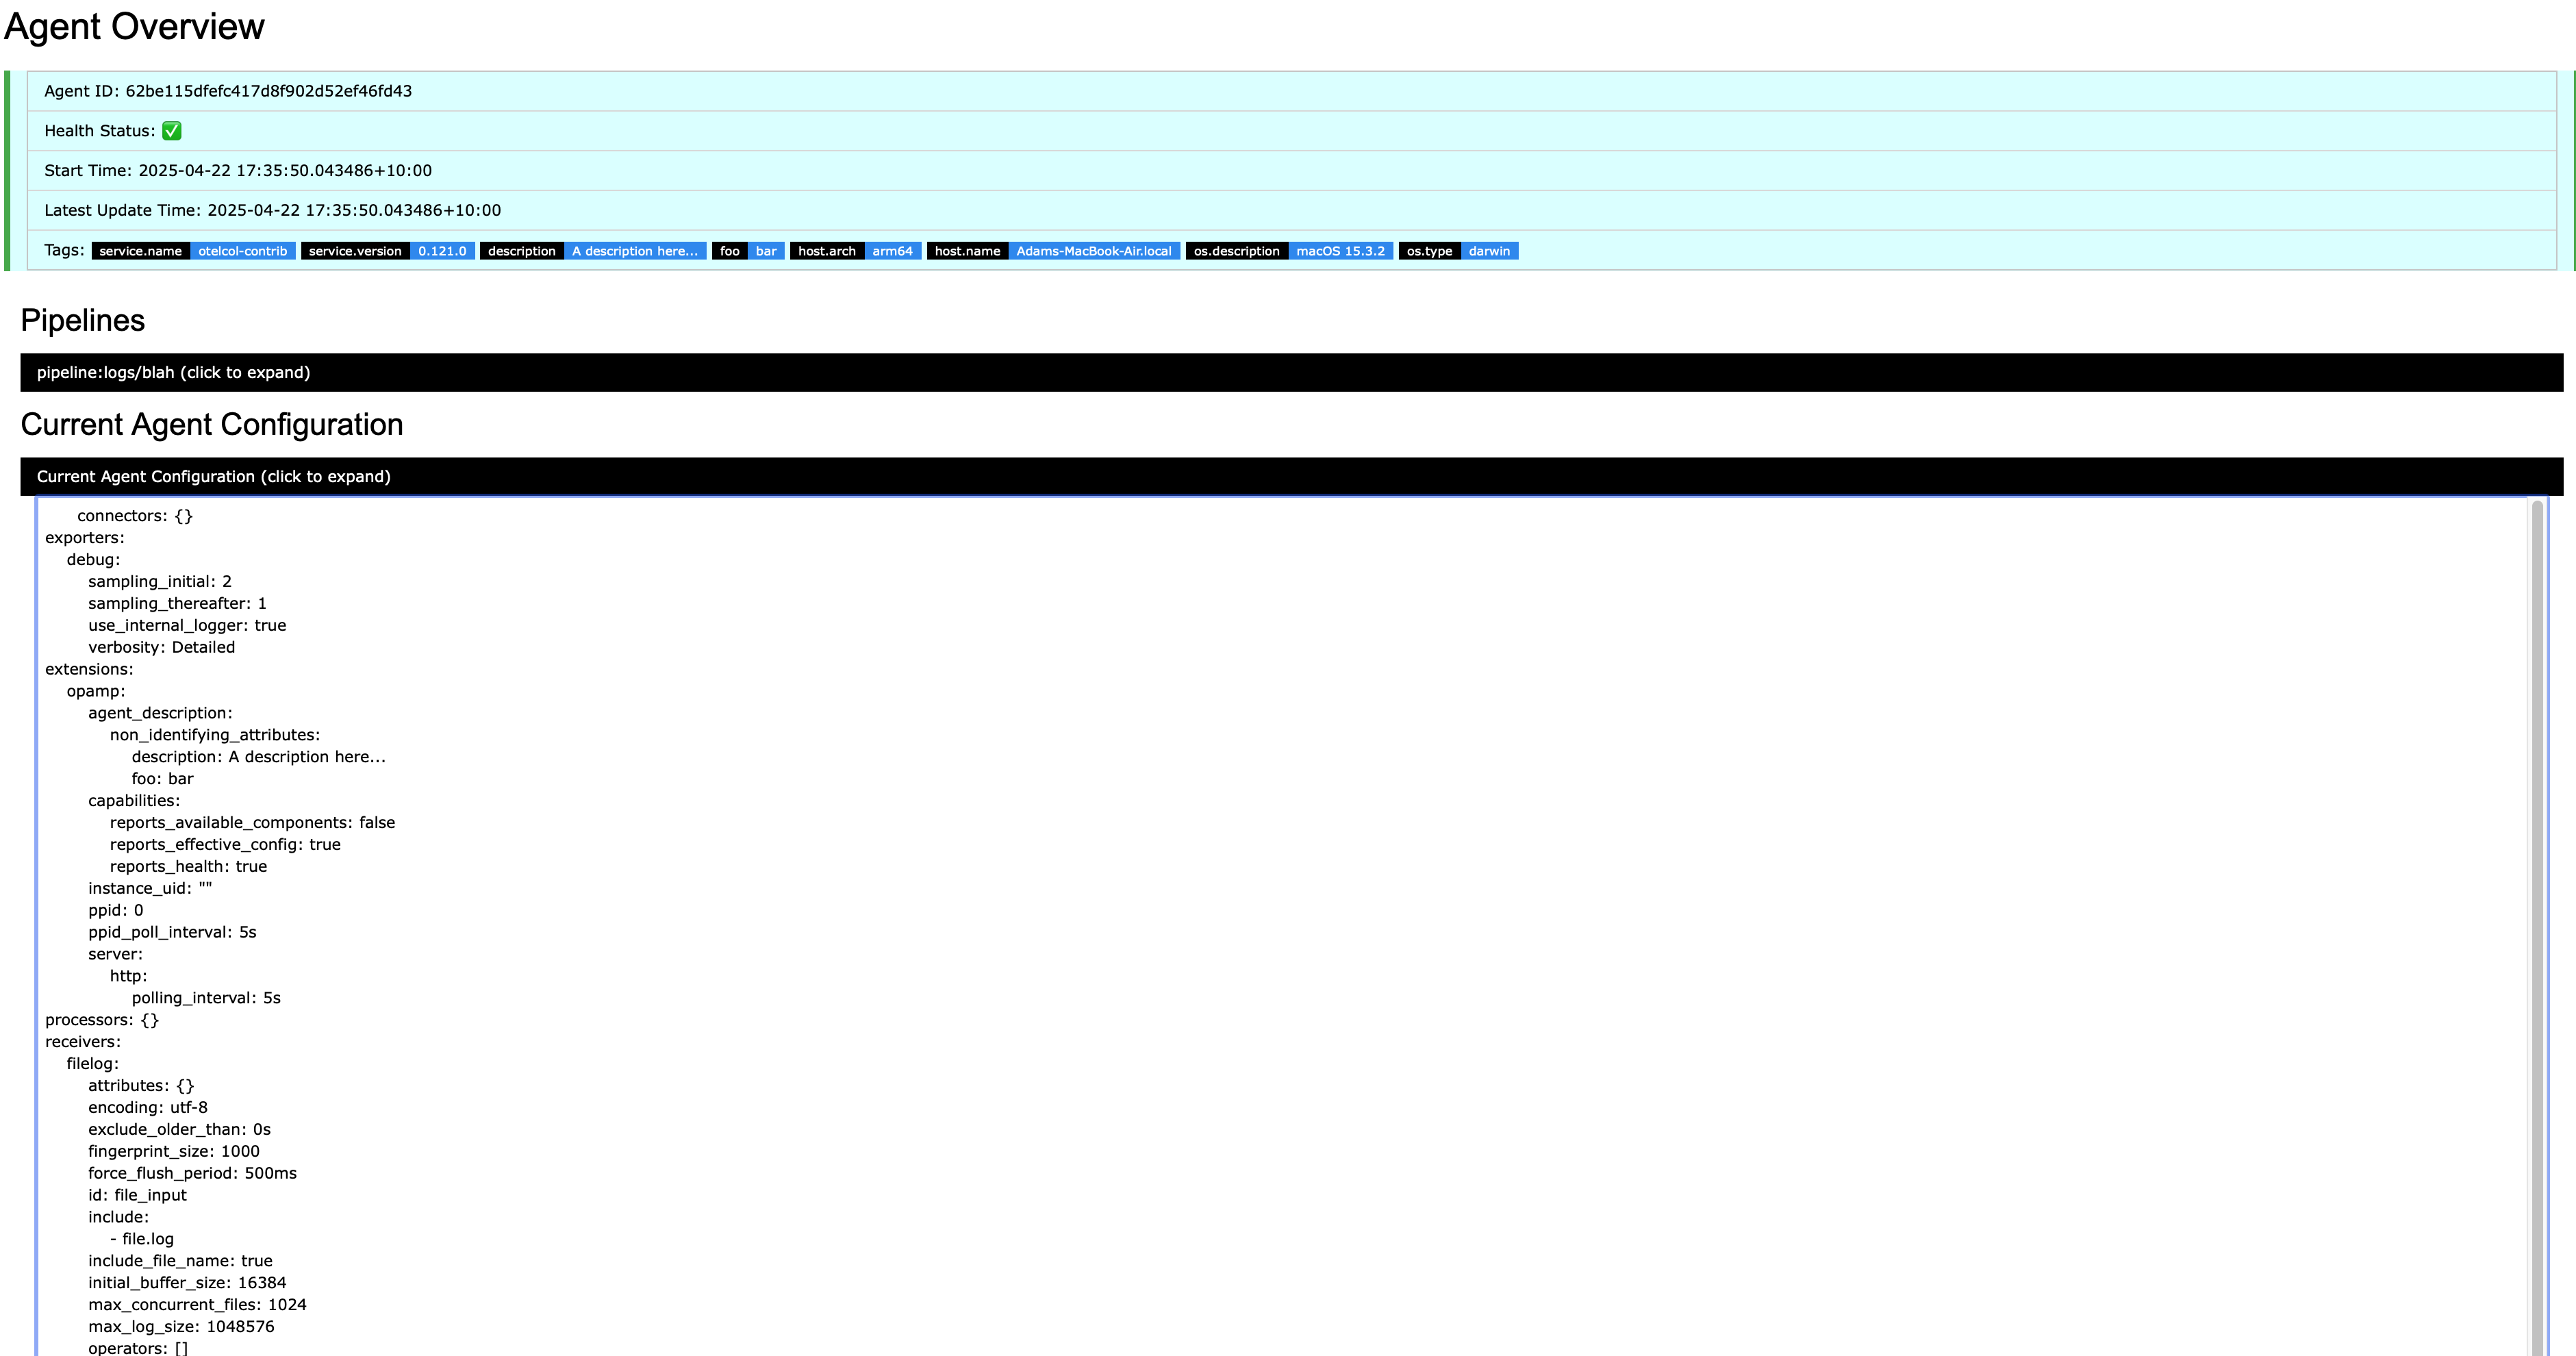 Agent Overview
Agent ID: 62be115dfefc417d8f902d52ef46fd43
Health Status: ✅
Start Time: 2025-04-22 17:35:50.043486+10:00
Latest Update Time: 2025-04-22 17:35:50.043486+10:00
Tags: service.name otelcol-contrib service.version 0.121.0 description A description here... foo bar host.arch arm64 host.name Adams-MacBook-Air.local os.description macOS 15.3.2 os.type darwin
Pipelines
pipeline:logs/blah (click to expand)
Current Agent Configuration
Current Agent Configuration (click to expand)
connectors: {}
exporters:
debug:
sampling_initial: 2
sampling_thereafter: 1
use_internal_logger: true
verbosity: Detailed
extensions:
opamp:
agent_description:
non_identifying_attributes:
description: A description here...
foo: bar
capabilities:
reports_available_components: false
reports_effective_config: true
reports_health: true
instance_uid: ""
ppid: 0
ppid_poll_interval: 5s
server:
http:
polling_interval: 5s
processors: {}
receivers:
filelog:
attributes: {}
encoding: utf-8
exclude_older_than: 0s
fingerprint_size: 1000
force_flush_period: 500ms
id: file_input
include:
- file.log
include_file_name: true
initial_buffer_size: 16384
max_concurrent_files: 1024
max_log_size: 1048576
operators: []